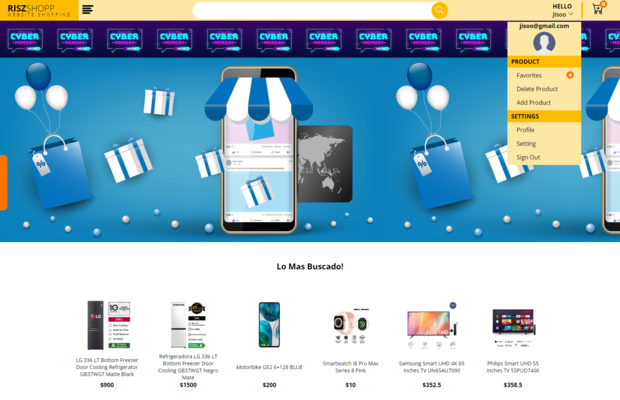 RISZSHOPP
WEBSITE SHOPPING
HELLO
Jisoo
0
CYBER MONDAY
CYBER MONDAY
CYBER MONDAY
CYBER MONDAY
CYBER MONDAY
CYBER MONDAY
CYBER MONDAY
CYBER MONDAY
CYBER MONDAY
CYBER MONDAY
CYBER MONDAY
jisoo@gmail.com
PRODUCT
Favorites 4
Delete Product
Add Product
SETTINGS
Profile
Setting
Sign Out
%
%
Lo Mas Buscado!
LG
SAMSUNG
LG 336 LT Bottom Freezer
Door Cooling Refrigerator
GB37WGT Matte Black
$900
Refrigeradora LG 336 LT
Bottom Freezer Door
Cooling GB37WGT Negro
Mate
$1500
Motorbike G52 6+128 BLUE
$200
Smartwatch I8 Pro Max
Series 8 Pink
$10
Samsung Smart UHD 4K 65
Inches TV UN65AU7090
$352.5
Philips Smart UHD 55
Inches TV 55PUD7406
$358.5